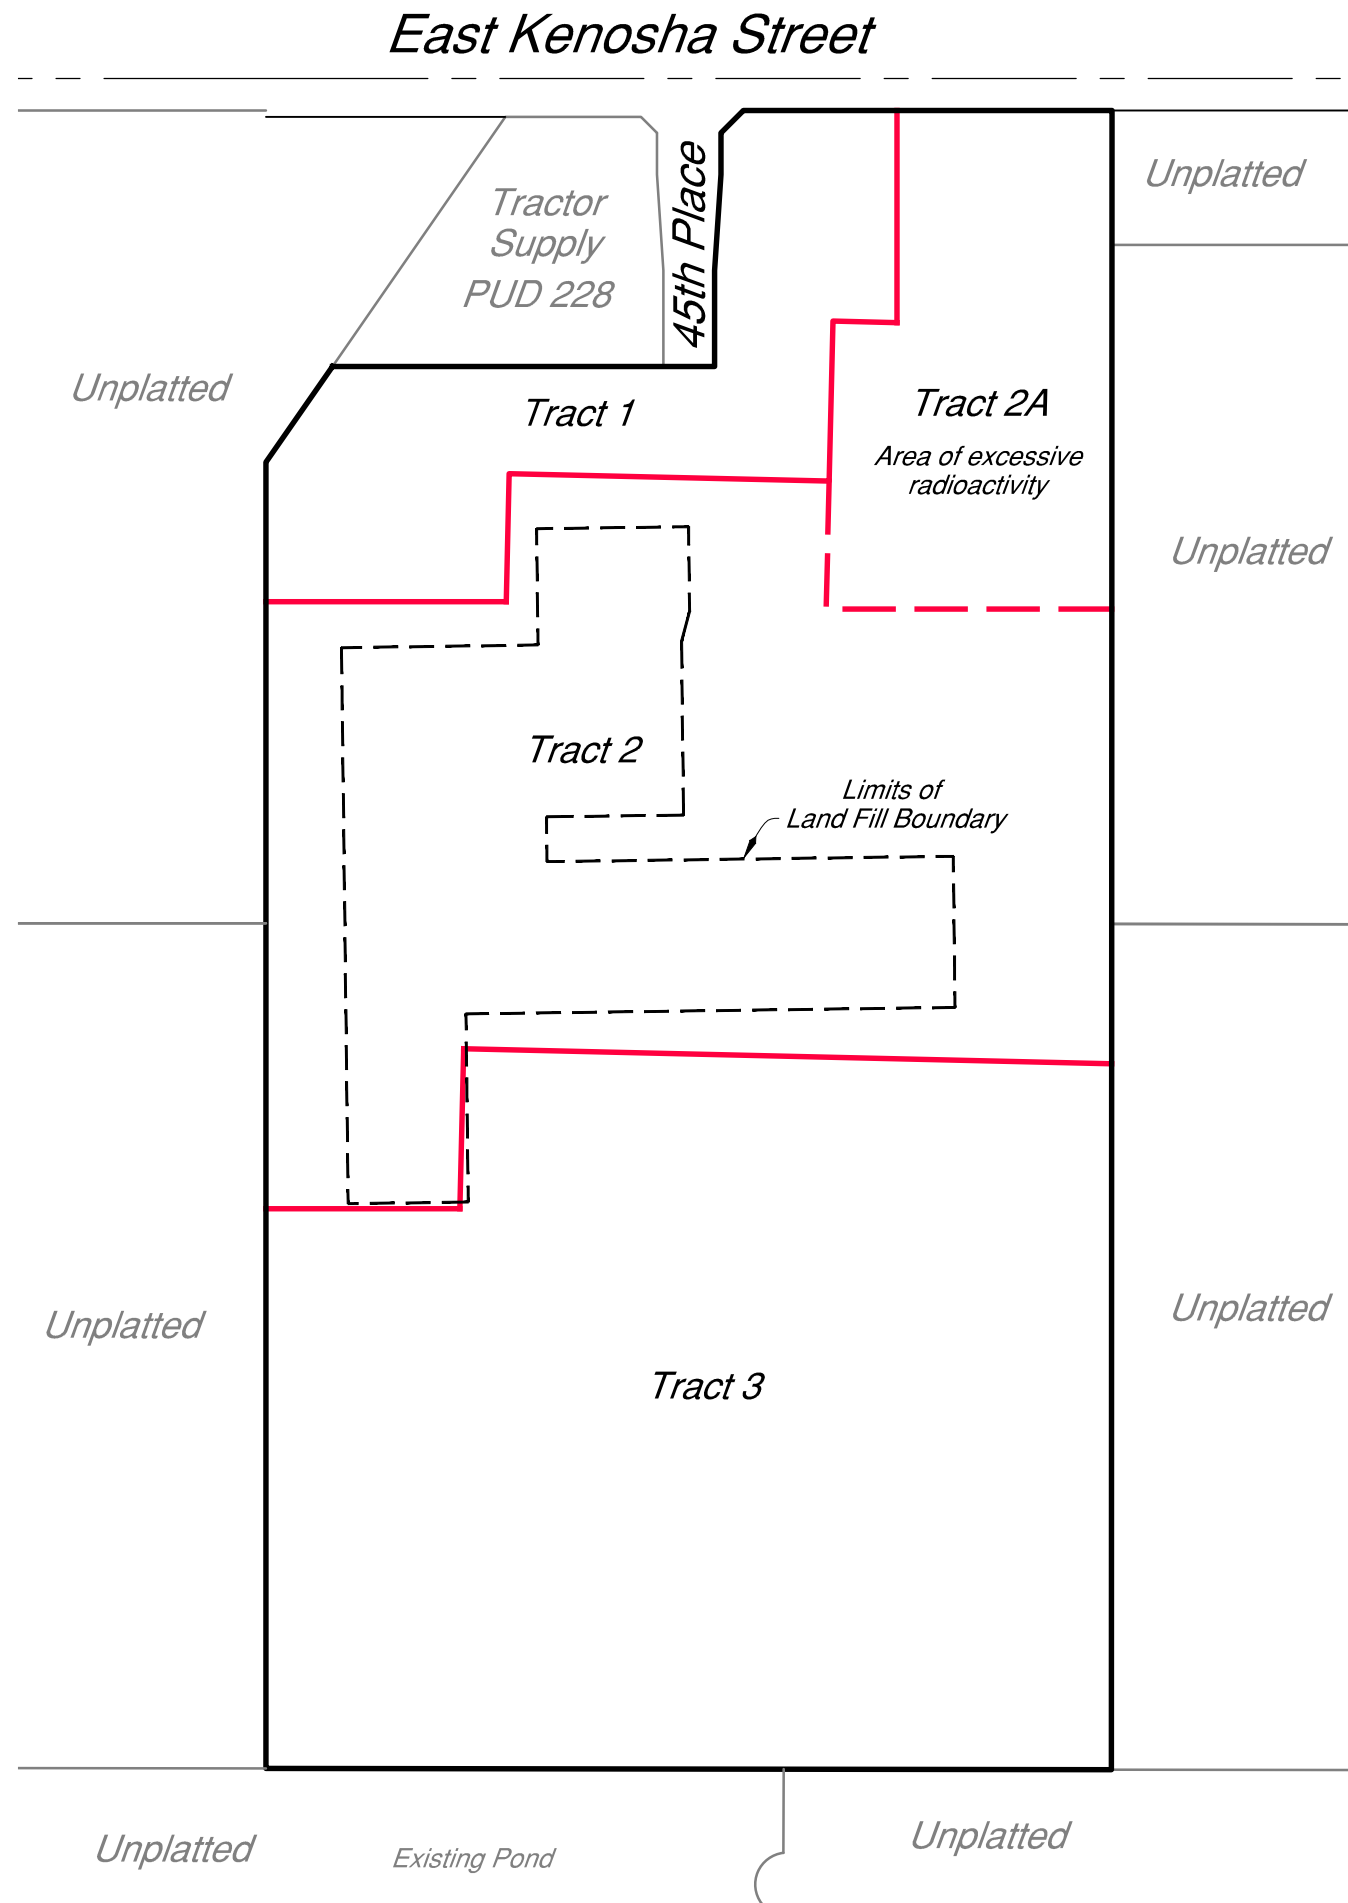 East Kenosha Street
Unplatted
Tractor
Supply
PUD 228
45th Place
Unplatted
Tract 1
Tract 2A
Area of excessive
radioactivity
Unplatted
Tract 2
Limits of
Land Fill Boundary
Unplatted
Unplatted
Tract 3
Unplatted
Existing Pond
Unplatted